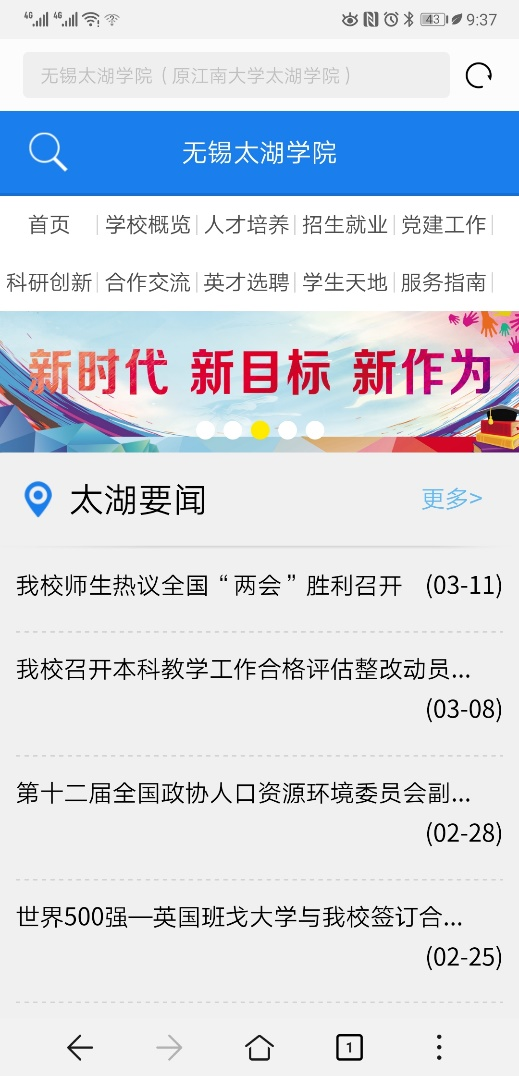 4G 4G 43 9:37
无锡太湖学院（原江南大学太湖学院）
无锡太湖学院
首页 学校概览 人才培养 招生就业 党建工作
科研创新 合作交流 英才选聘 学生天地 服务指南
新时代 新目标 新作为
太湖要闻 更多>
我校师生热议全国“两会”胜利召开 (03-11)
我校召开本科教学工作合格评估整改动员...
(03-08)
第十二届全国政协人口资源环境委员会副...
(02-28)
世界500强—英国班戈大学与我校签订合...
(02-25)
1